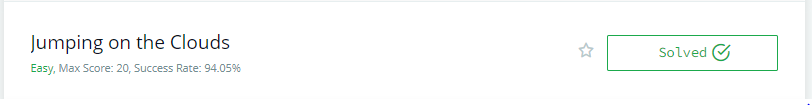 Jumping on the Clouds
Solved
Easy, Max Score: 20, Success Rate: 94.05%